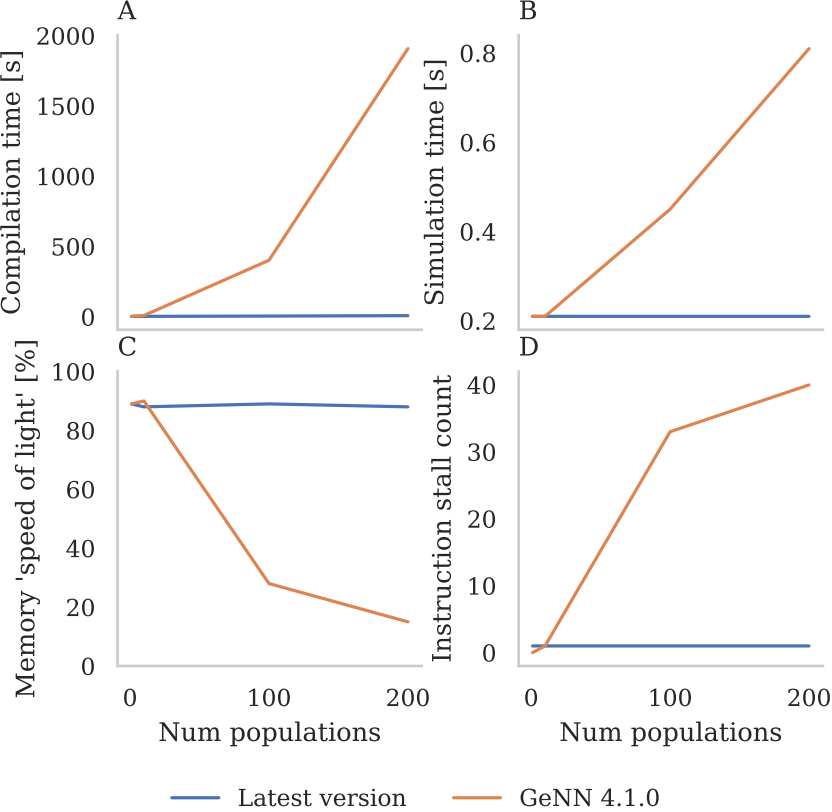 A
B
Compilation time [s]
2000
1500
1000
500
0
Simulation time [s]
0.8
0.6
0.4
0.2
C
D
Memory 'speed of light' [%]
100
80
60
40
20
0
Instruction stall count
40
30
20
10
0
0 100 200
0 100 200
Num populations
Num populations
Latest version GeNN 4.1.0